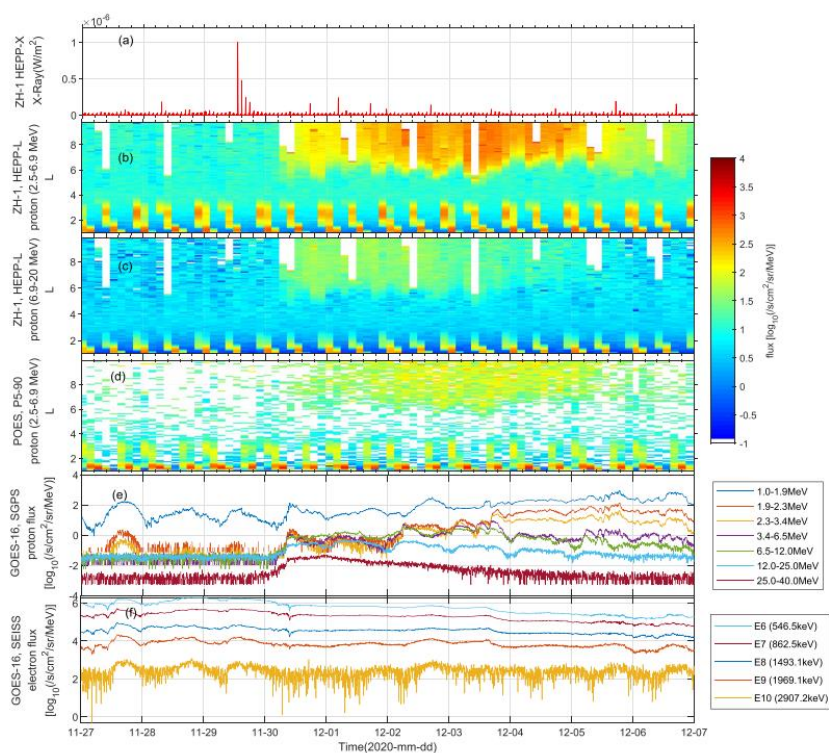 ×10⁻⁶
(a)
ZH-1 HEPP-X
X-Ray(W/m²)
1
0.5
0
(b)
ZH-1, HEPP-L
proton (2.5-6.9 MeV)
L
8
6
4
2
(c)
ZH-1, HEPP-L
proton (6.9-20 MeV)
L
8
6
4
2
(d)
POES, P5-90
proton (2.5-6.9 MeV)
L
8
6
4
2
(e)
GOES-16, SGPS
proton flux
[log₁₀(/s/cm²/sr/MeV)]
4
2
0
-2
-4
(f)
GOES-16, SEISS
electron flux
[log₁₀(/s/cm²/sr/MeV)]
6
4
2
0
11-27 11-28 11-29 11-30 12-01 12-02 12-03 12-04 12-05 12-06 12-07
Time(2020-mm-dd)
4
3.5
3
2.5
2
1.5
1
0.5
0
-0.5
-1
flux [log₁₀(/s/cm²/sr/MeV)]
1.0-1.9MeV
1.9-2.3MeV
2.3-3.4MeV
3.4-6.5MeV
6.5-12.0MeV
12.0-25.0MeV
25.0-40.0MeV
E6 (546.5keV)
E7 (862.5keV)
E8 (1493.1keV)
E9 (1969.1keV)
E10 (2907.2keV)